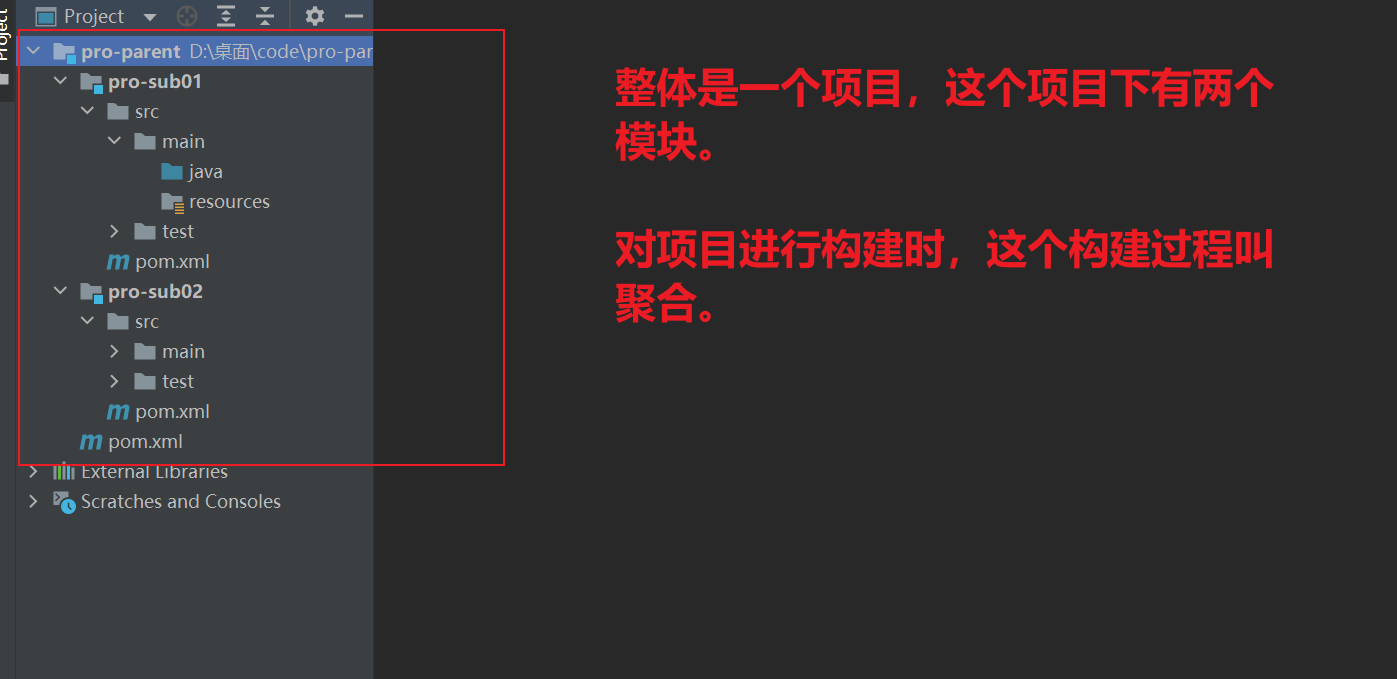 Project
Project
pro-parent D:\桌面\code\pro-par
pro-sub01
src
main
java
resources
test
pom.xml
pro-sub02
src
main
test
pom.xml
pom.xml
External Libraries
Scratches and Consoles
整体是一个项目，这个项目下有两个
模块。
对项目进行构建时，这个构建过程叫
聚合。